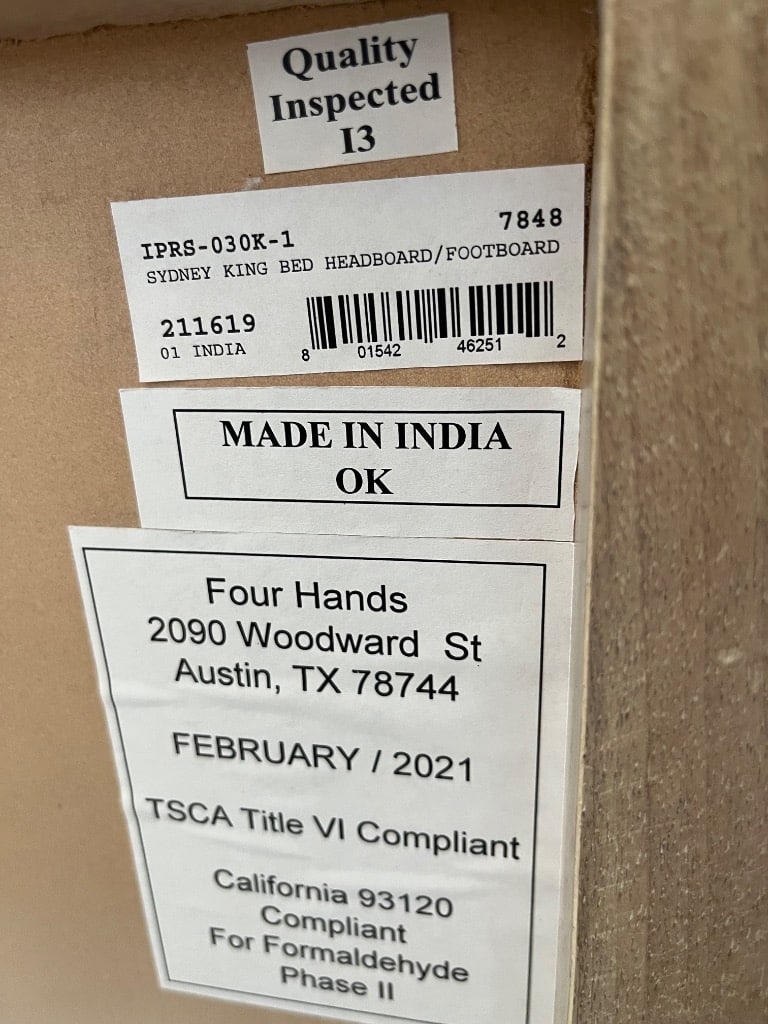 Quality
Inspected
I3
IPRS-030K-1 7848
SYDNEY KING BED HEADBOARD/FOOTBOARD
211619
01 INDIA
8 01542 46251 2
MADE IN INDIA
OK
Four Hands
2090 Woodward St
Austin, TX 78744
FEBRUARY / 2021
TSCA Title VI Compliant
California 93120
Compliant
For Formaldehyde
Phase II